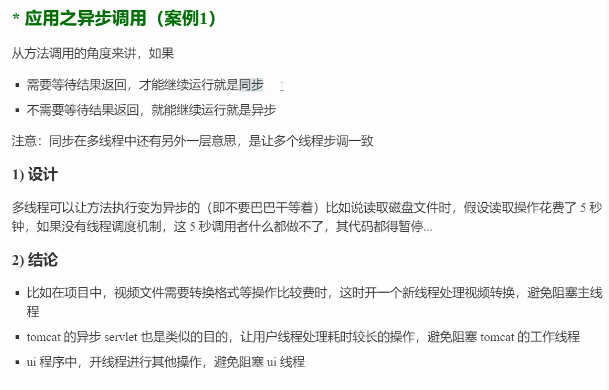 * 应用之异步调用（案例1）
从方法调用的角度来讲，如果
▪ 需要等待结果返回，才能继续运行就是同步
▪ 不需要等待结果返回，就能继续运行就是异步
注意：同步在多线程中还有另外一层意思，是让多个线程步调一致
1) 设计
多线程可以让方法执行变为异步的（即不要巴巴干等着）比如说读取磁盘文件时，假设读取操作花费了 5 秒
钟，如果没有线程调度机制，这 5 秒调用者什么都做不了，其代码都得暂停...
2) 结论
▪ 比如在项目中，视频文件需要转换格式等操作比较费时，这时开一个新线程处理视频转换，避免阻塞主线
程
▪ tomcat 的异步 servlet 也是类似的目的，让用户线程处理耗时较长的操作，避免阻塞 tomcat 的工作线程
▪ ui 程序中，开线程进行其他操作，避免阻塞 ui 线程